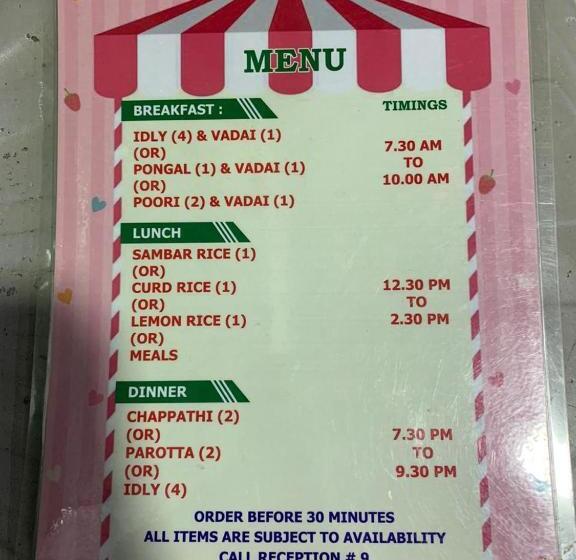 MENU
BREAKFAST : TIMINGS
IDLY (4) & VADAI (1)
(OR) 7.30 AM
PONGAL (1) & VADAI (1) TO
(OR) 10.00 AM
POORI (2) & VADAI (1)
LUNCH
SAMBAR RICE (1)
(OR)
CURD RICE (1) 12.30 PM
(OR) TO
LEMON RICE (1) 2.30 PM
(OR)
MEALS
DINNER
CHAPPATHI (2)
(OR) 7.30 PM
PAROTTA (2) TO
(OR) 9.30 PM
IDLY (4)
ORDER BEFORE 30 MINUTES
ALL ITEMS ARE SUBJECT TO AVAILABILITY
CALL RECEPTION # 9